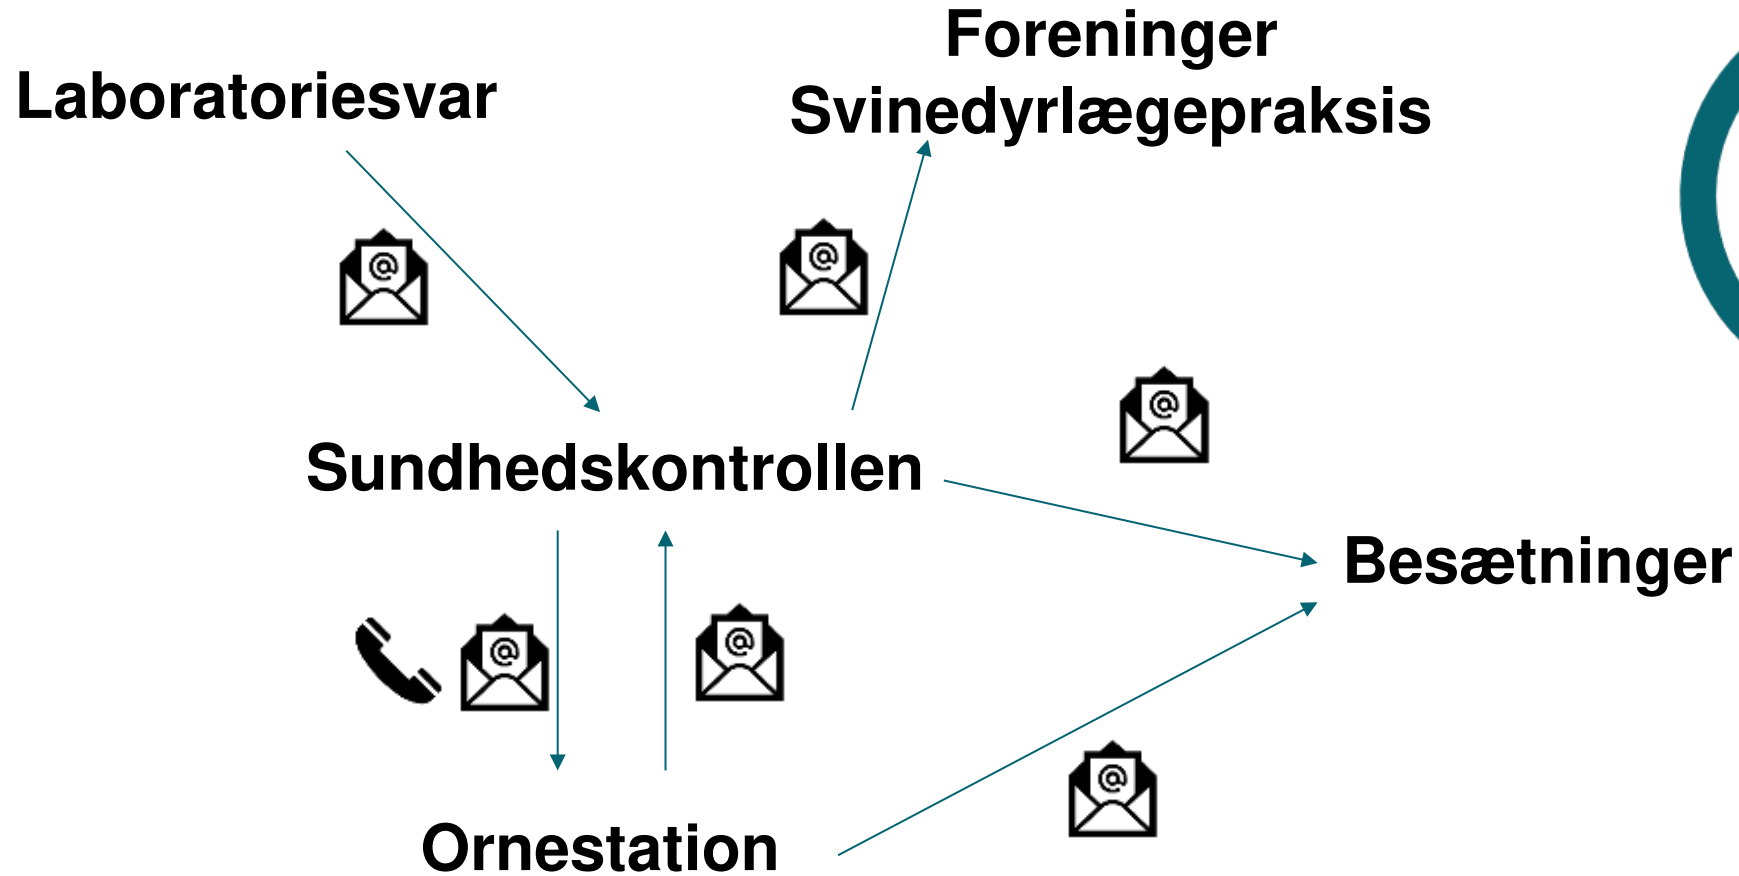 Foreninger
Laboratoriesvar
Svinedyrlægepraksis
@
@
@
Sundhedskontrollen
Besætninger
@
@
@
Ornestation